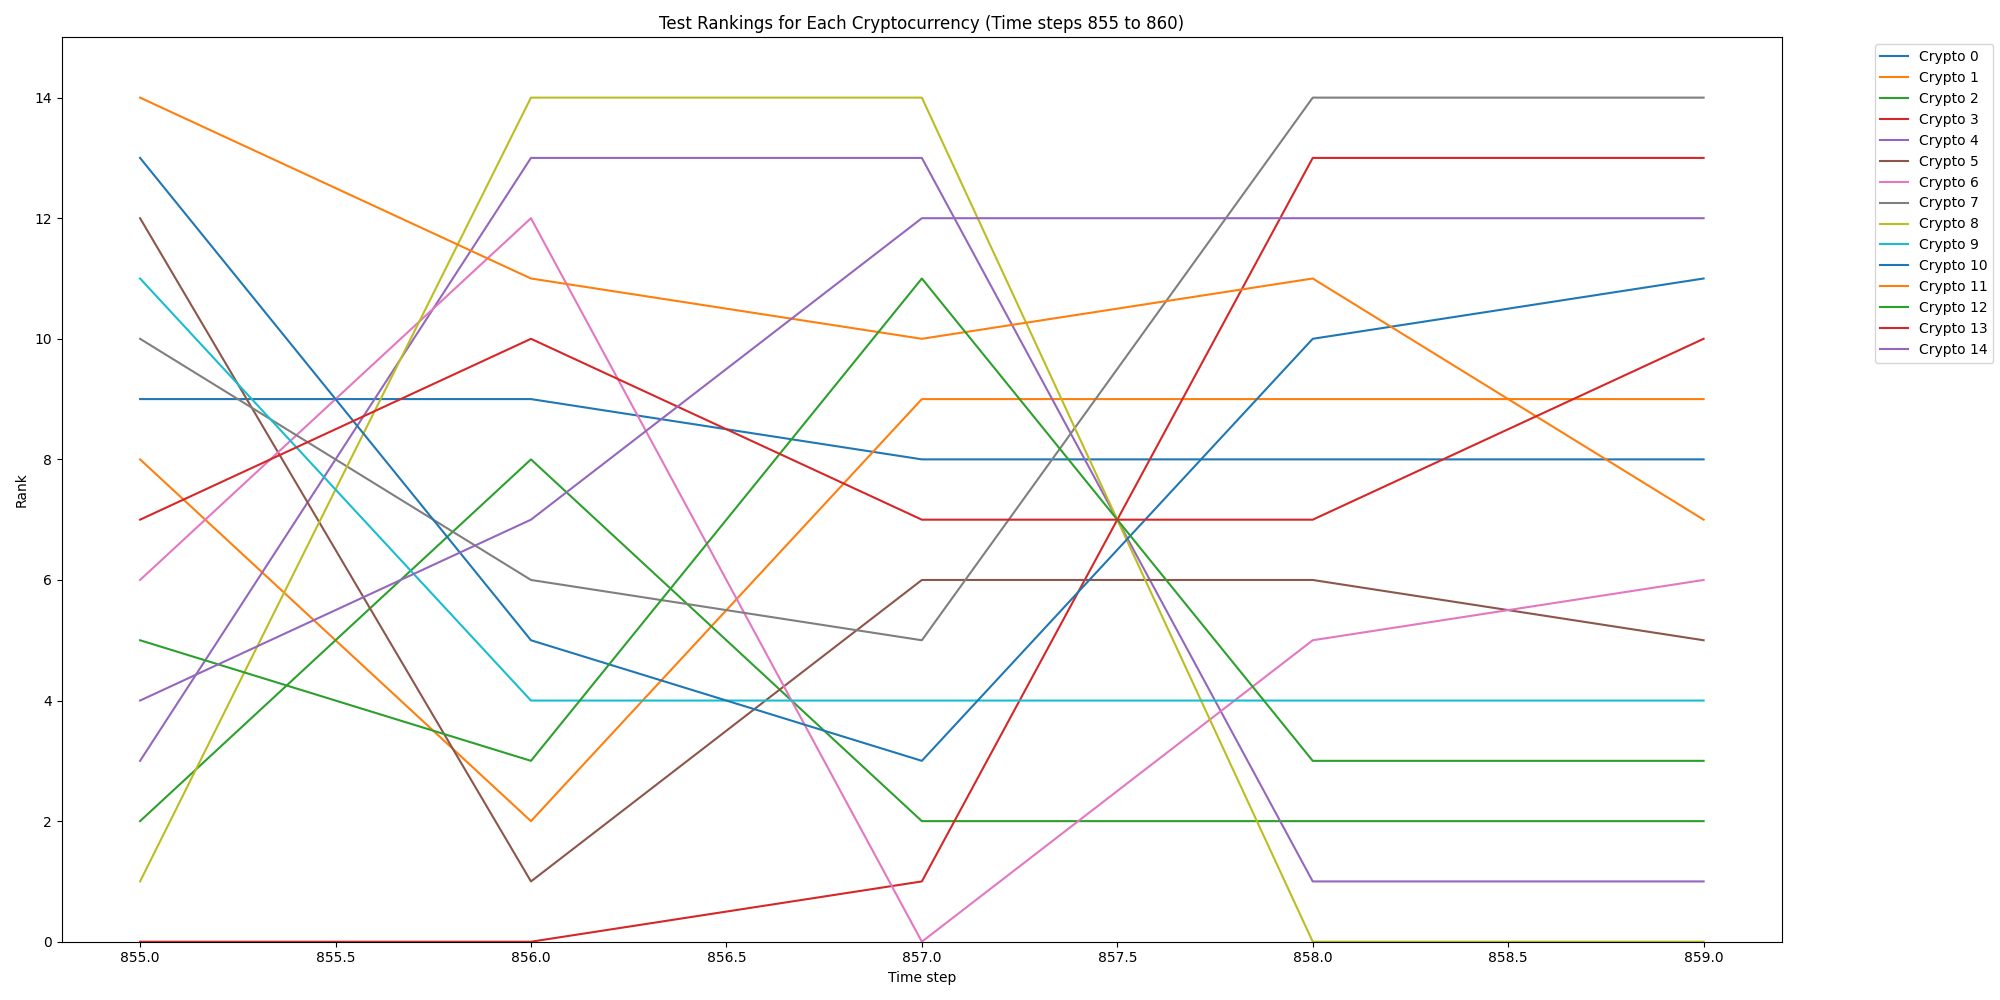 Test Rankings for Each Cryptocurrency (Time steps 855 to 860)
14
12
10
8
6
4
2
0
Rank
855.0 855.5 856.0 856.5 857.0 857.5 858.0 858.5 859.0
Time step
Crypto 0
Crypto 1
Crypto 2
Crypto 3
Crypto 4
Crypto 5
Crypto 6
Crypto 7
Crypto 8
Crypto 9
Crypto 10
Crypto 11
Crypto 12
Crypto 13
Crypto 14